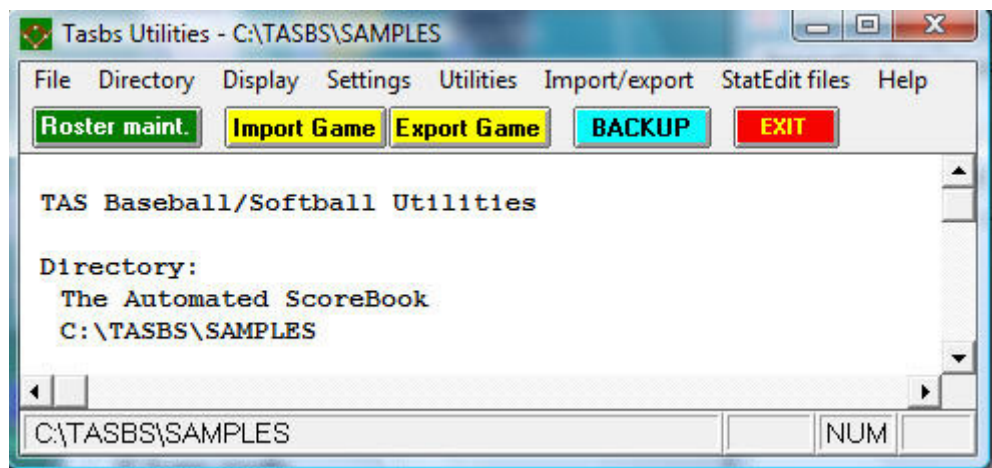 Tasbs Utilities - C:\TASBS\SAMPLES
File Directory Display Settings Utilities Import/export StatEdit files Help
Roster maint. Import Game Export Game BACKUP EXIT
TAS Baseball/Softball Utilities
Directory:
The Automated ScoreBook
C:\TASBS\SAMPLES
C:\TASBS\SAMPLES NUM